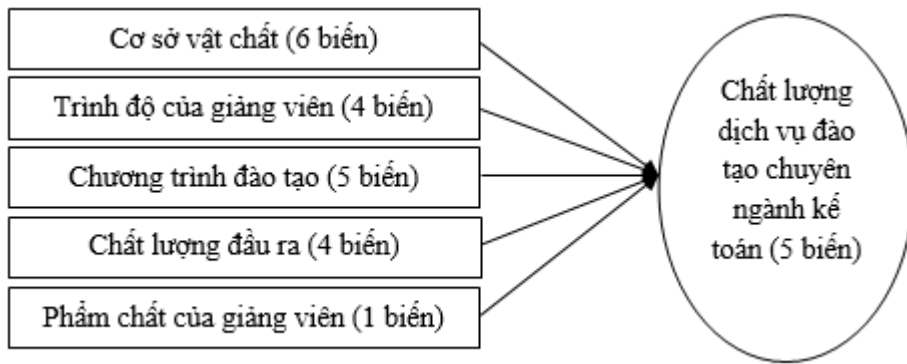 Cơ sở vật chất (6 biến)
Trình độ của giảng viên (4 biến)
Chương trình đào tạo (5 biến)
Chất lượng đầu ra (4 biến)
Phẩm chất của giảng viên (1 biến)
Chất lượng
dịch vụ đào
tạo chuyên
ngành kế
toán (5 biến)